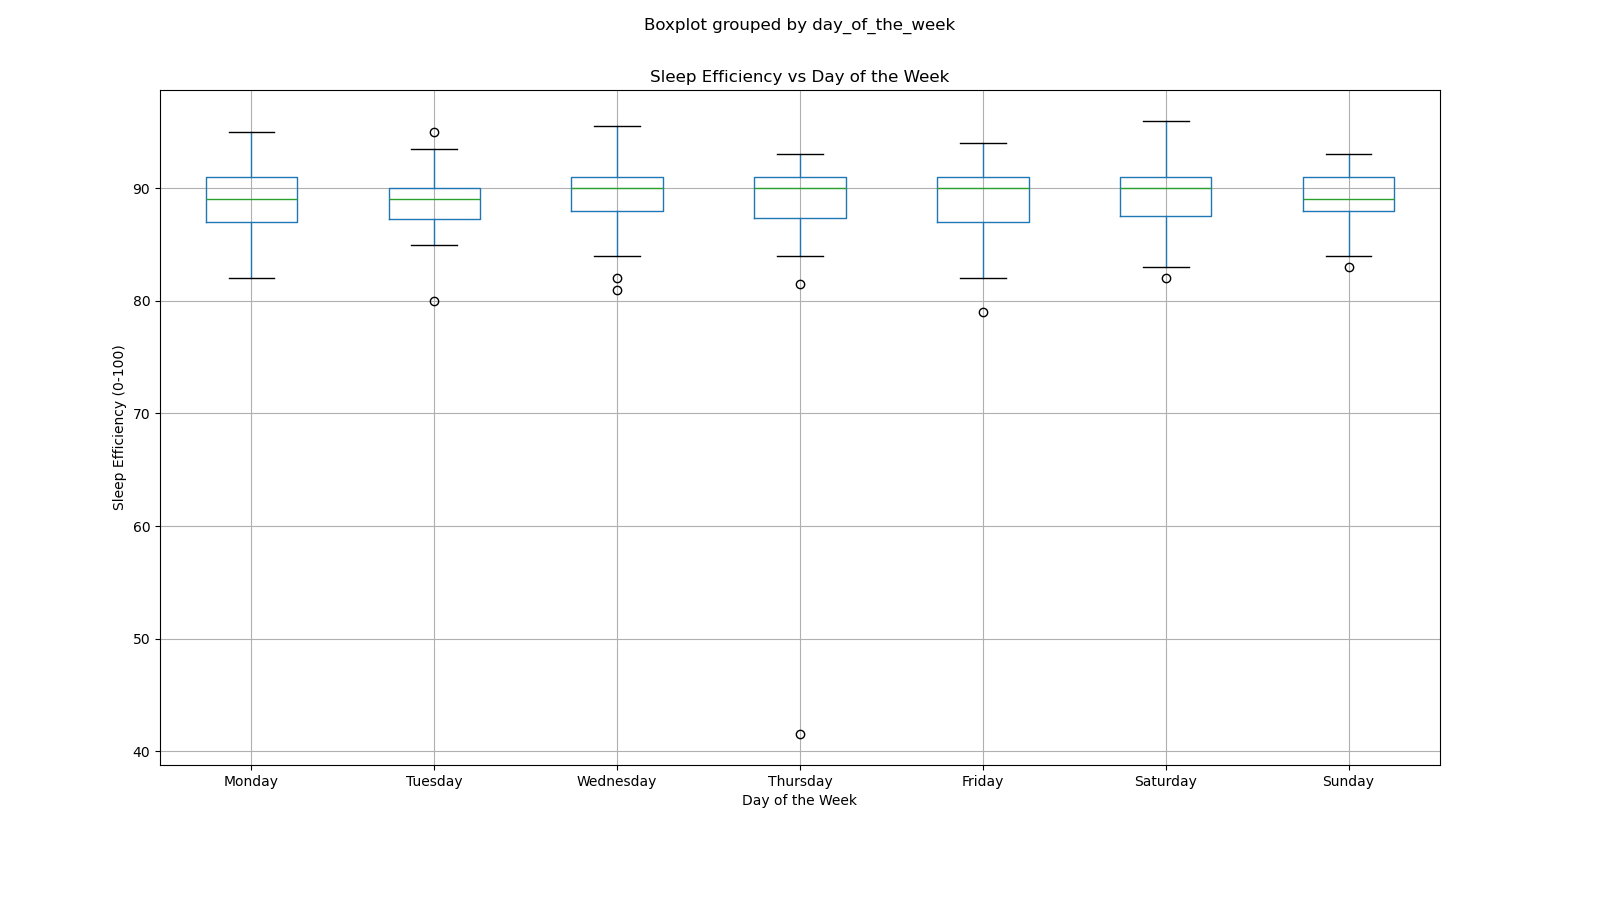 Boxplot grouped by day_of_the_week
Sleep Efficiency vs Day of the Week
Sleep Efficiency (0-100)
90
80
70
60
50
40
Monday Tuesday Wednesday Thursday Friday Saturday Sunday
Day of the Week